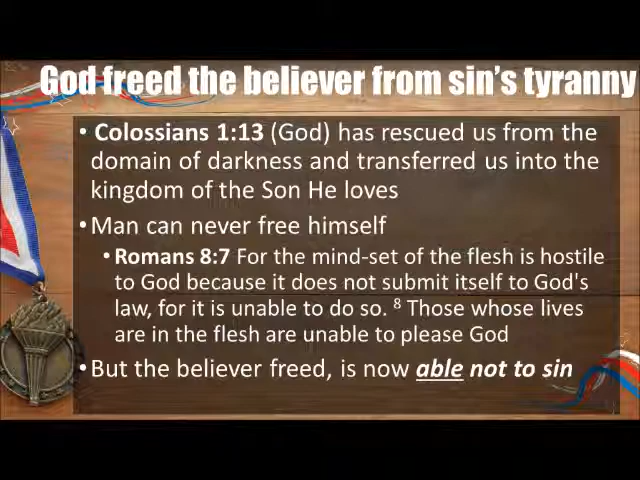 God freed the believer from sin's tyranny
• Colossians 1:13 (God) has rescued us from the
domain of darkness and transferred us into the
kingdom of the Son He loves
• Man can never free himself
• Romans 8:7 For the mind-set of the flesh is hostile
to God because it does not submit itself to God's
law, for it is unable to do so. ⁸ Those whose lives
are in the flesh are unable to please God
• But the believer freed, is now able not to sin